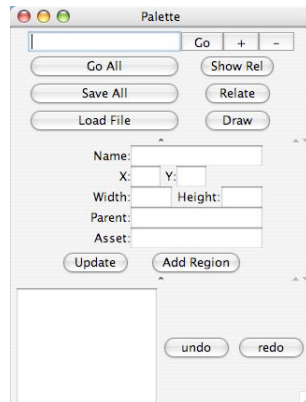 Palette
Go + -
Go All Show Rel
Save All Relate
Load File Draw
Name:
X: Y:
Width: Height:
Parent:
Asset:
Update Add Region
undo redo